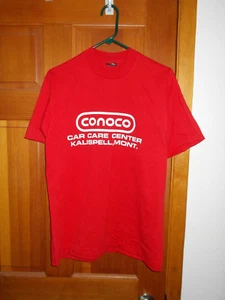 conoco
CAR CARE CENTER
KALISPELL, MONT.